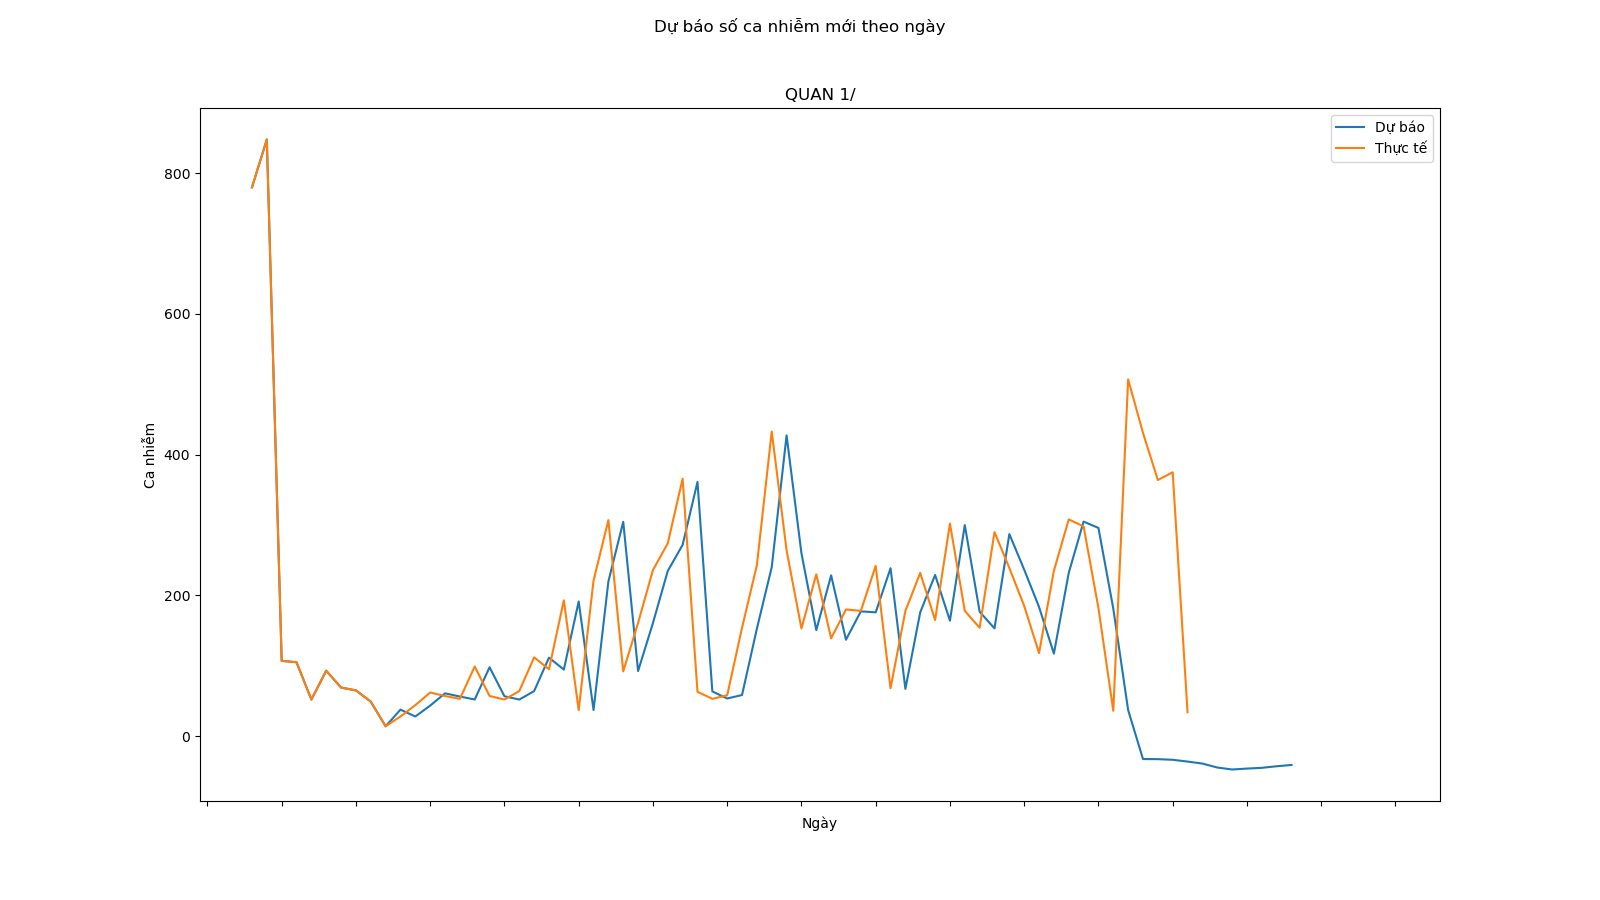 Dự báo số ca nhiễm mới theo ngày
QUAN 1/
Dự báo
Thực tế
800
600
400
200
0
Ca nhiễm
Ngày